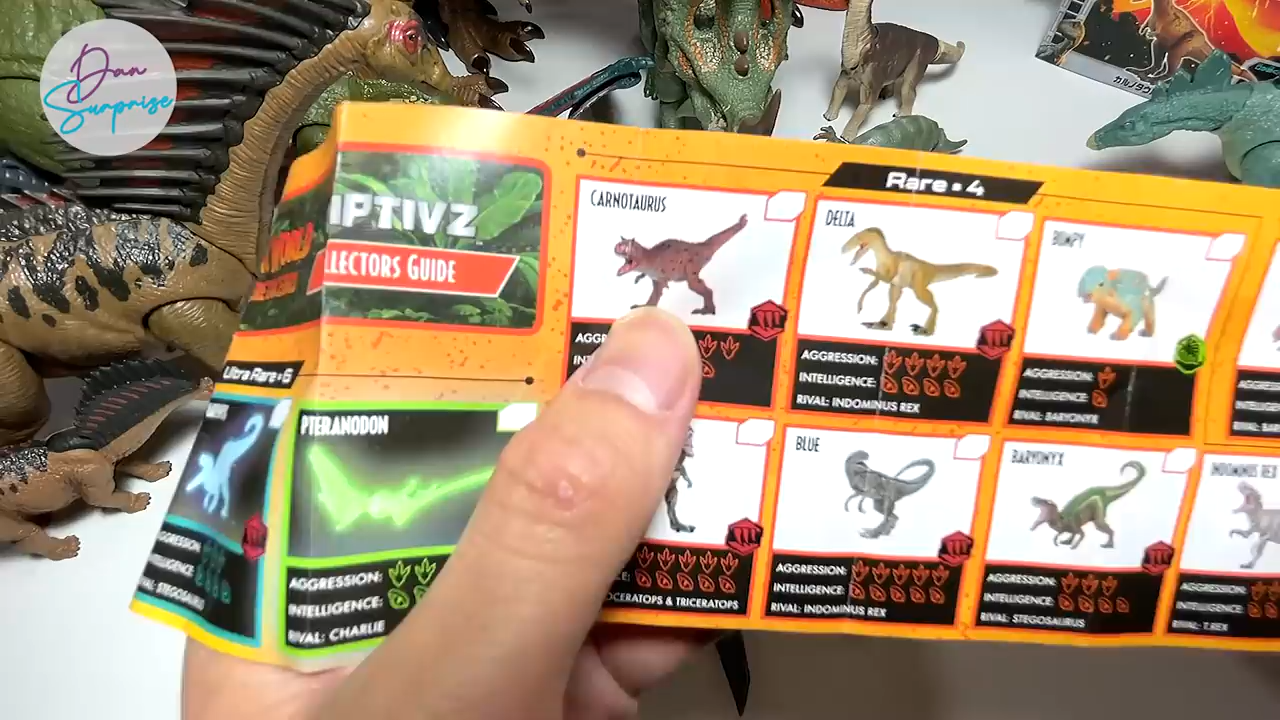 Dan
Surprise
IPTIVZ
LLECTORS GUIDE
Rare • 4
CARNOTAURUS
DELTA
AGGRESSION:
INTELLIGENCE:
RIVAL: INDOMINUS REX
BUMPY
AGGRESSION:
INTELLIGENCE:
RIVAL: BARYONYX
Ultra Rare • 6
AGGRESSION
INTELLIGENCE
RIVAL: STEGOSAURU
PTERANODON
AGGRESSION:
INTELLIGENCE:
RIVAL: CHARLIE
OCERATOPS & TRICERATOPS
BLUE
AGGRESSION:
INTELLIGENCE:
RIVAL: INDOMINUS REX
BARYONYX
AGGRESSION:
INTELLIGENCE:
RIVAL: STEGOSAURUS
INDOMINUS REX
AGGRESSION:
INTELLIGENCE:
RIVAL: T.REX